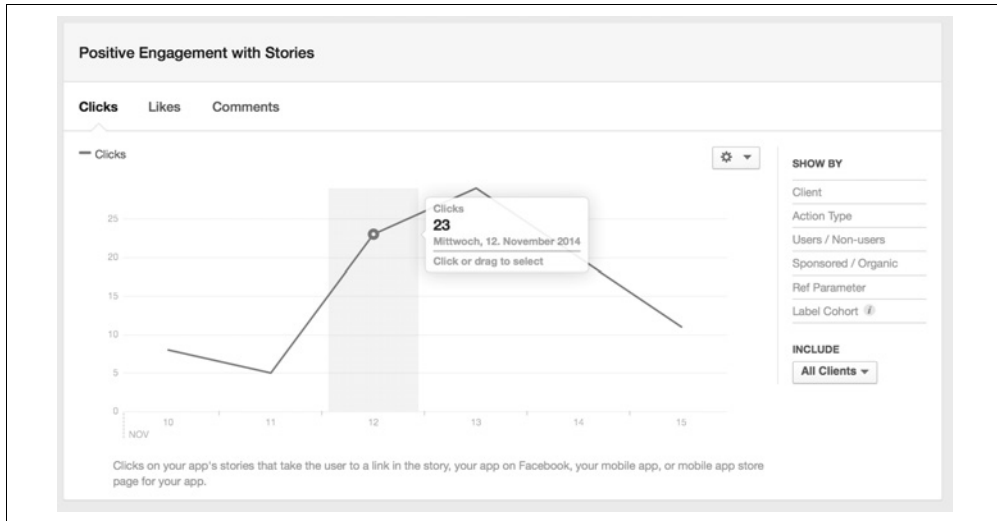 Positive Engagement with Stories
Clicks Likes Comments
Clicks
SHOW BY
Client
Action Type
Users / Non-users
Sponsored / Organic
Ref Parameter
Label Cohort i
INCLUDE
All Clients
Clicks
23
Mittwoch, 12. November 2014
Click or drag to select
25
20
15
10
5
0
10 11 12 13 14 15
NOV
Clicks on your app's stories that take the user to a link in the story, your app on Facebook, your mobile app, or mobile app store
page for your app.